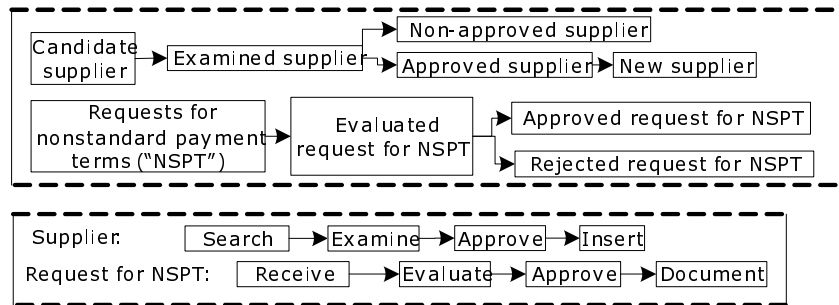 Candidate supplier
Examined supplier
Non-approved supplier
Approved supplier
New supplier
Requests for
nonstandard payment
terms (“NSPT”)
Evaluated
request for NSPT
Approved request for NSPT
Rejected request for NSPT
Supplier:
Search
Examine
Approve
Insert
Request for NSPT:
Receive
Evaluate
Approve
Document